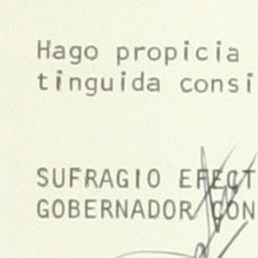 Hago propicia
tinguida consi
SUFRAGIO EFECT
GOBERNADOR CON